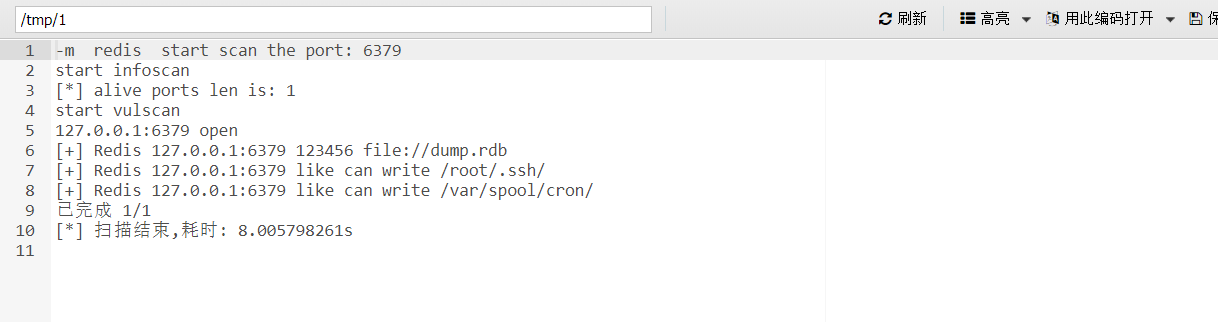 /tmp/1
刷新 高亮 用此编码打开
1 -m  redis  start scan the port: 6379
2 start infoscan
3 [*] alive ports len is: 1
4 start vulscan
5 127.0.0.1:6379 open
6 [+] Redis 127.0.0.1:6379 123456 file://dump.rdb
7 [+] Redis 127.0.0.1:6379 like can write /root/.ssh/
8 [+] Redis 127.0.0.1:6379 like can write /var/spool/cron/
9 已完成 1/1
10 [*] 扫描结束,耗时: 8.005798261s
11